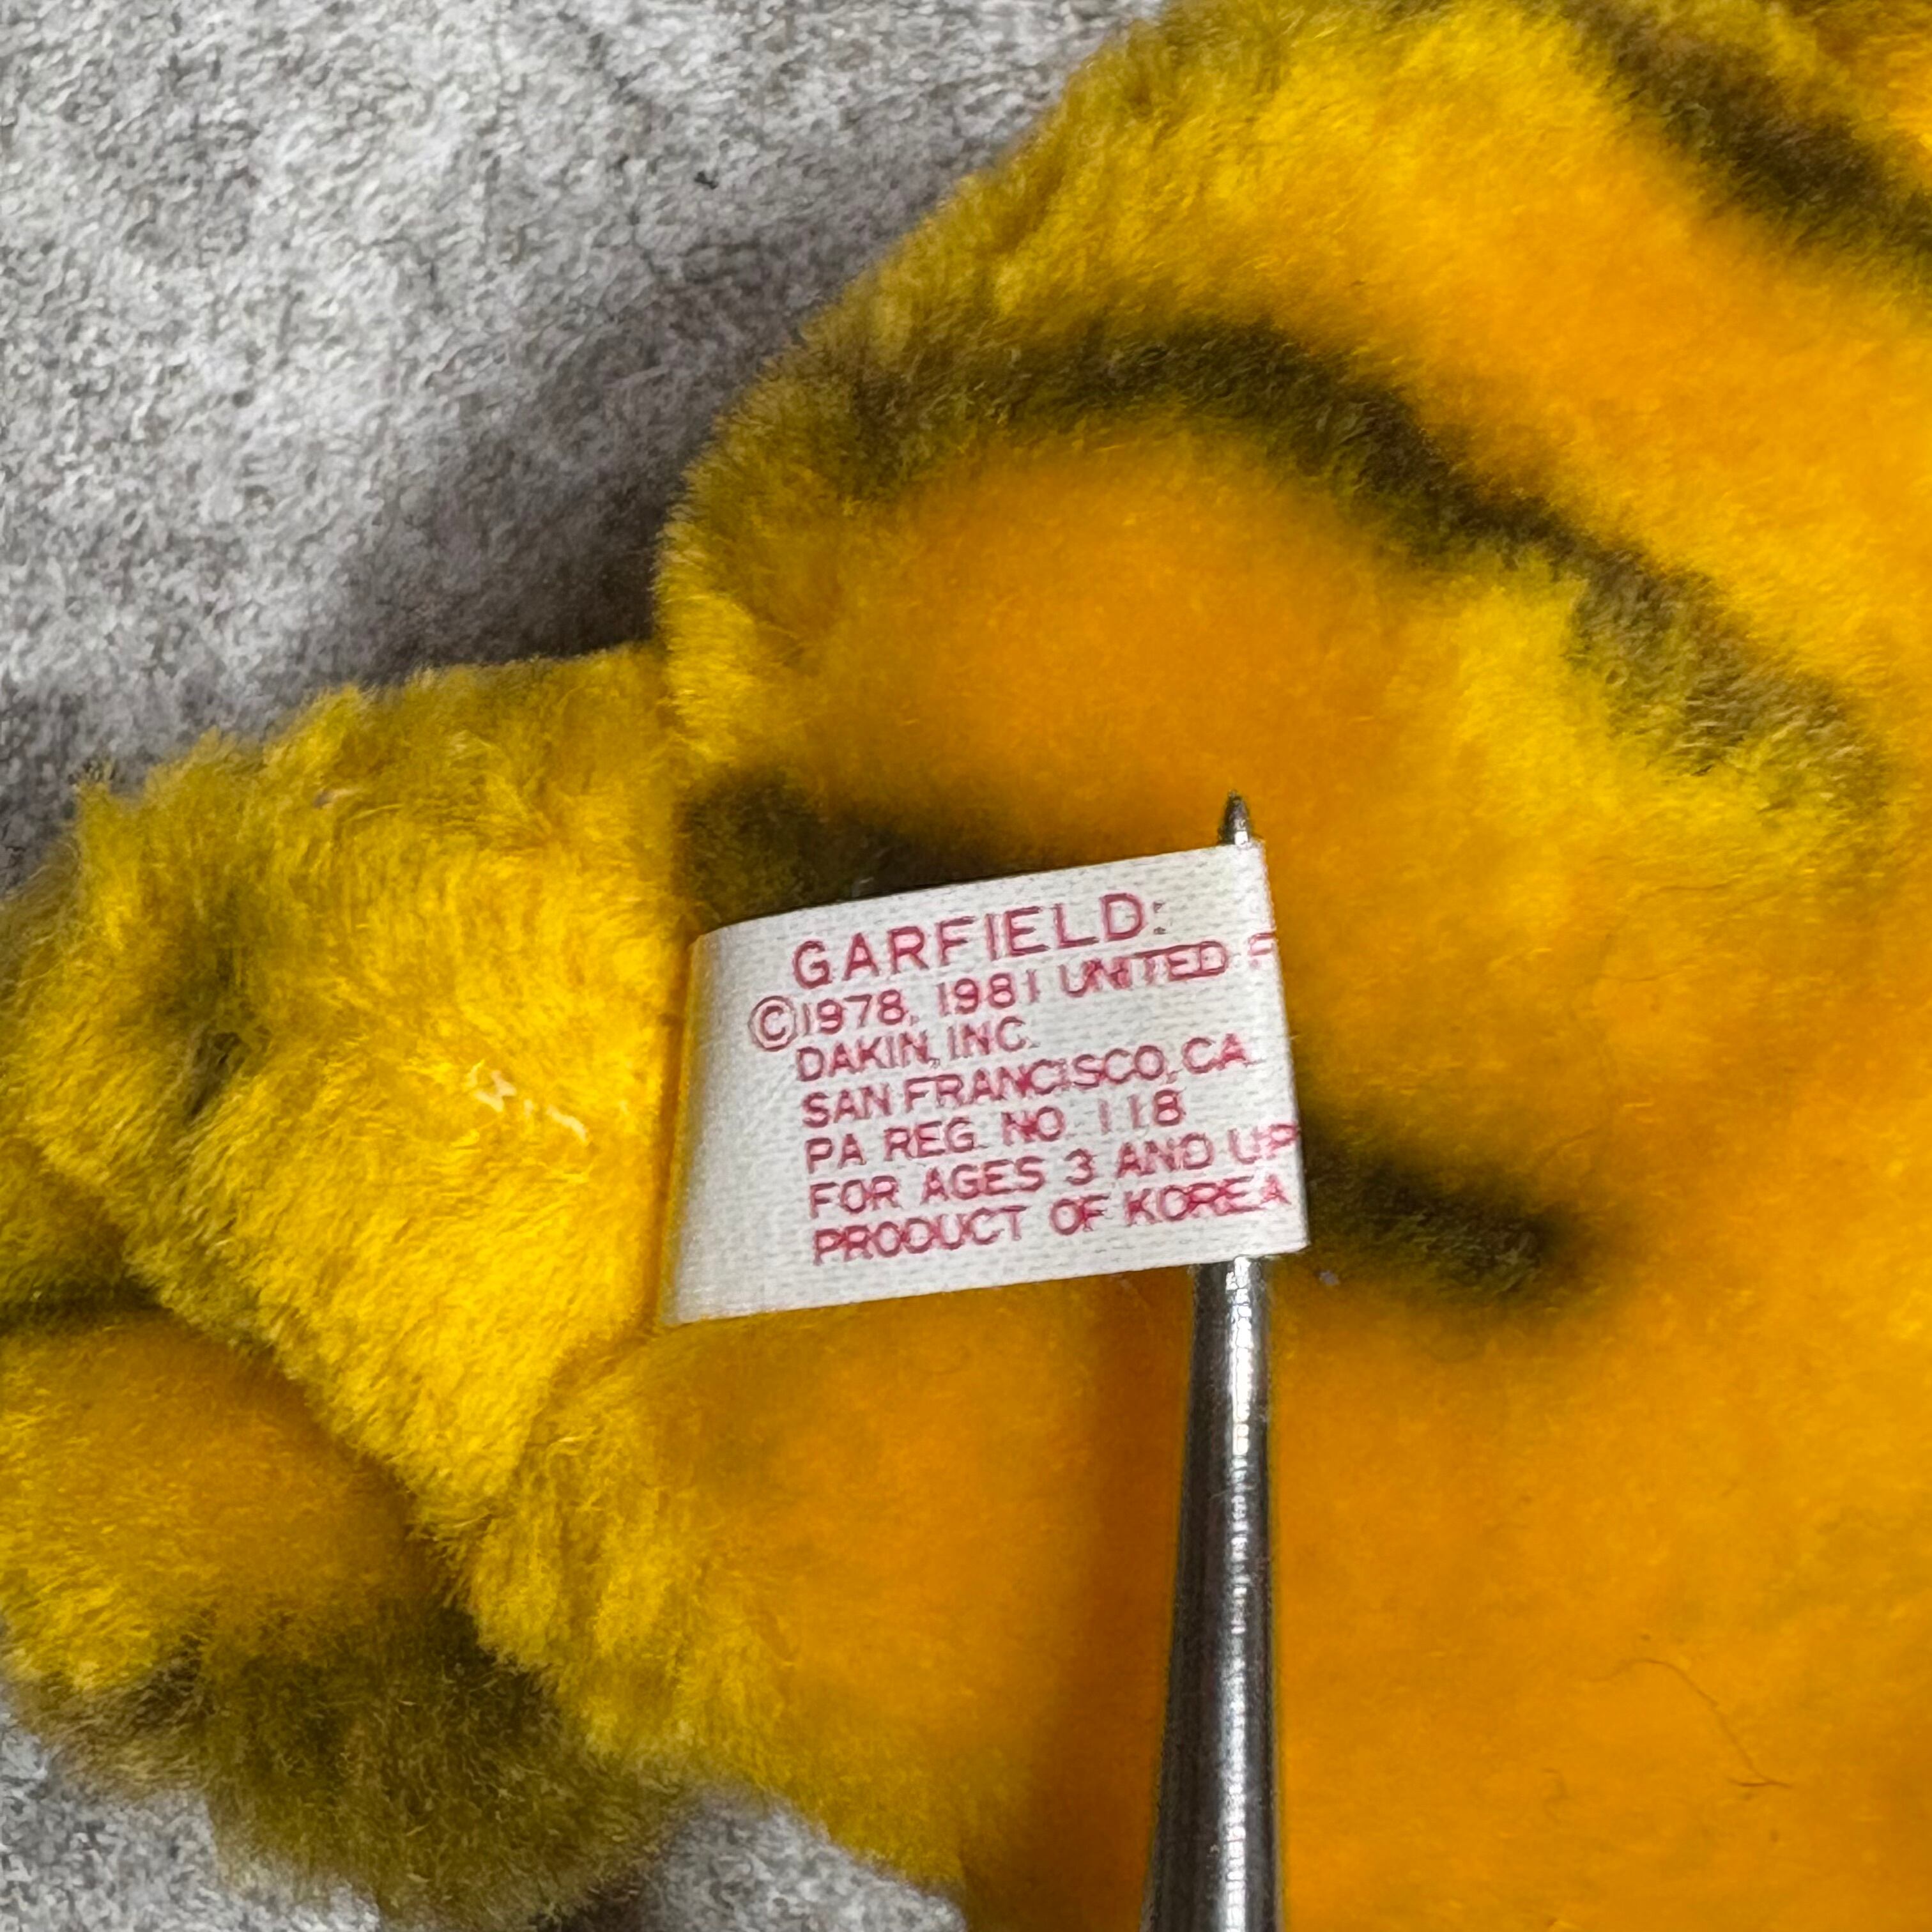 GARFIELD:
©1978, 1981 UNITED F
DAKIN, INC.
SAN FRANCISCO, CA.
PA REG. NO. 118
FOR AGES 3 AND UP
PRODUCT OF KOREA